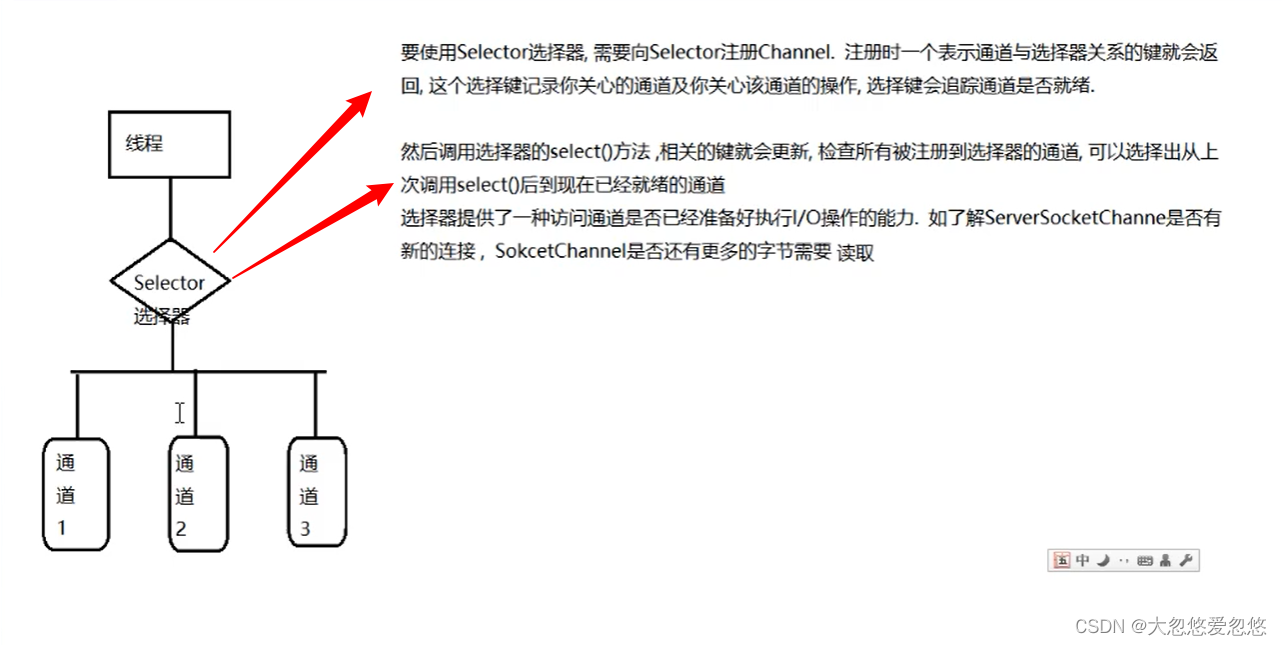 要使用Selector选择器, 需要向Selector注册Channel. 注册时一个表示通道与选择器关系的键就会返
回, 这个选择键记录你关心的通道及你关心该通道的操作, 选择键会追踪通道是否就绪.
然后调用选择器的select()方法 ,相关的键就会更新, 检查所有被注册到选择器的通道, 可以选择出从上
次调用select()后到现在已经就绪的通道
选择器提供了一种访问通道是否已经准备好执行I/O操作的能力. 如了解ServerSocketChanne是否有
新的连接 , SokcetChannel是否还有更多的字节需要 读取
线程
Selector
选择器
通
道
1
通
道
2
通
道
3
五 中
CSDN @大忽悠爱忽悠